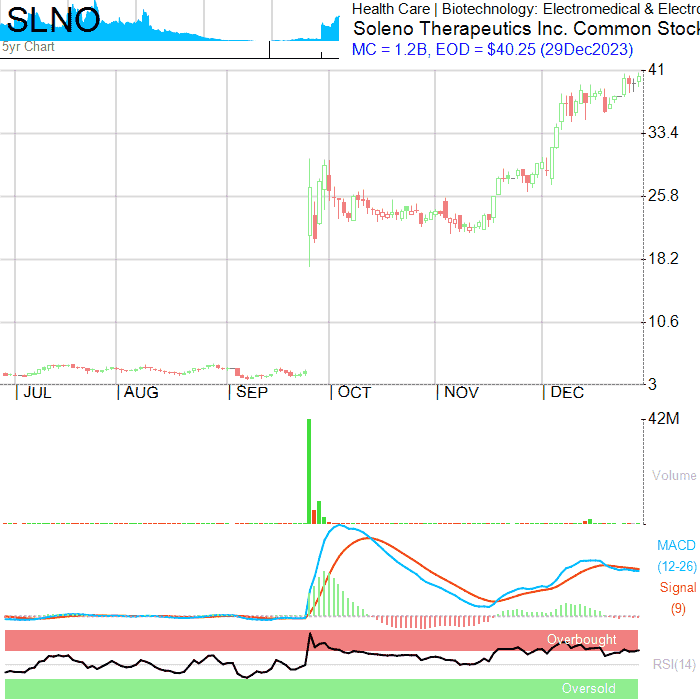 SLNO
5yr Chart
Health Care | Biotechnology: Electromedical & Electro
Soleno Therapeutics Inc. Common Stock
MC = 1.2B, EOD = $40.25 (29Dec2023)
41
33.4
25.8
18.2
10.6
3
JUL AUG SEP OCT NOV DEC
42M
Volume
MACD
(12-26)
Signal
(9)
Overbought
RSI(14)
Oversold